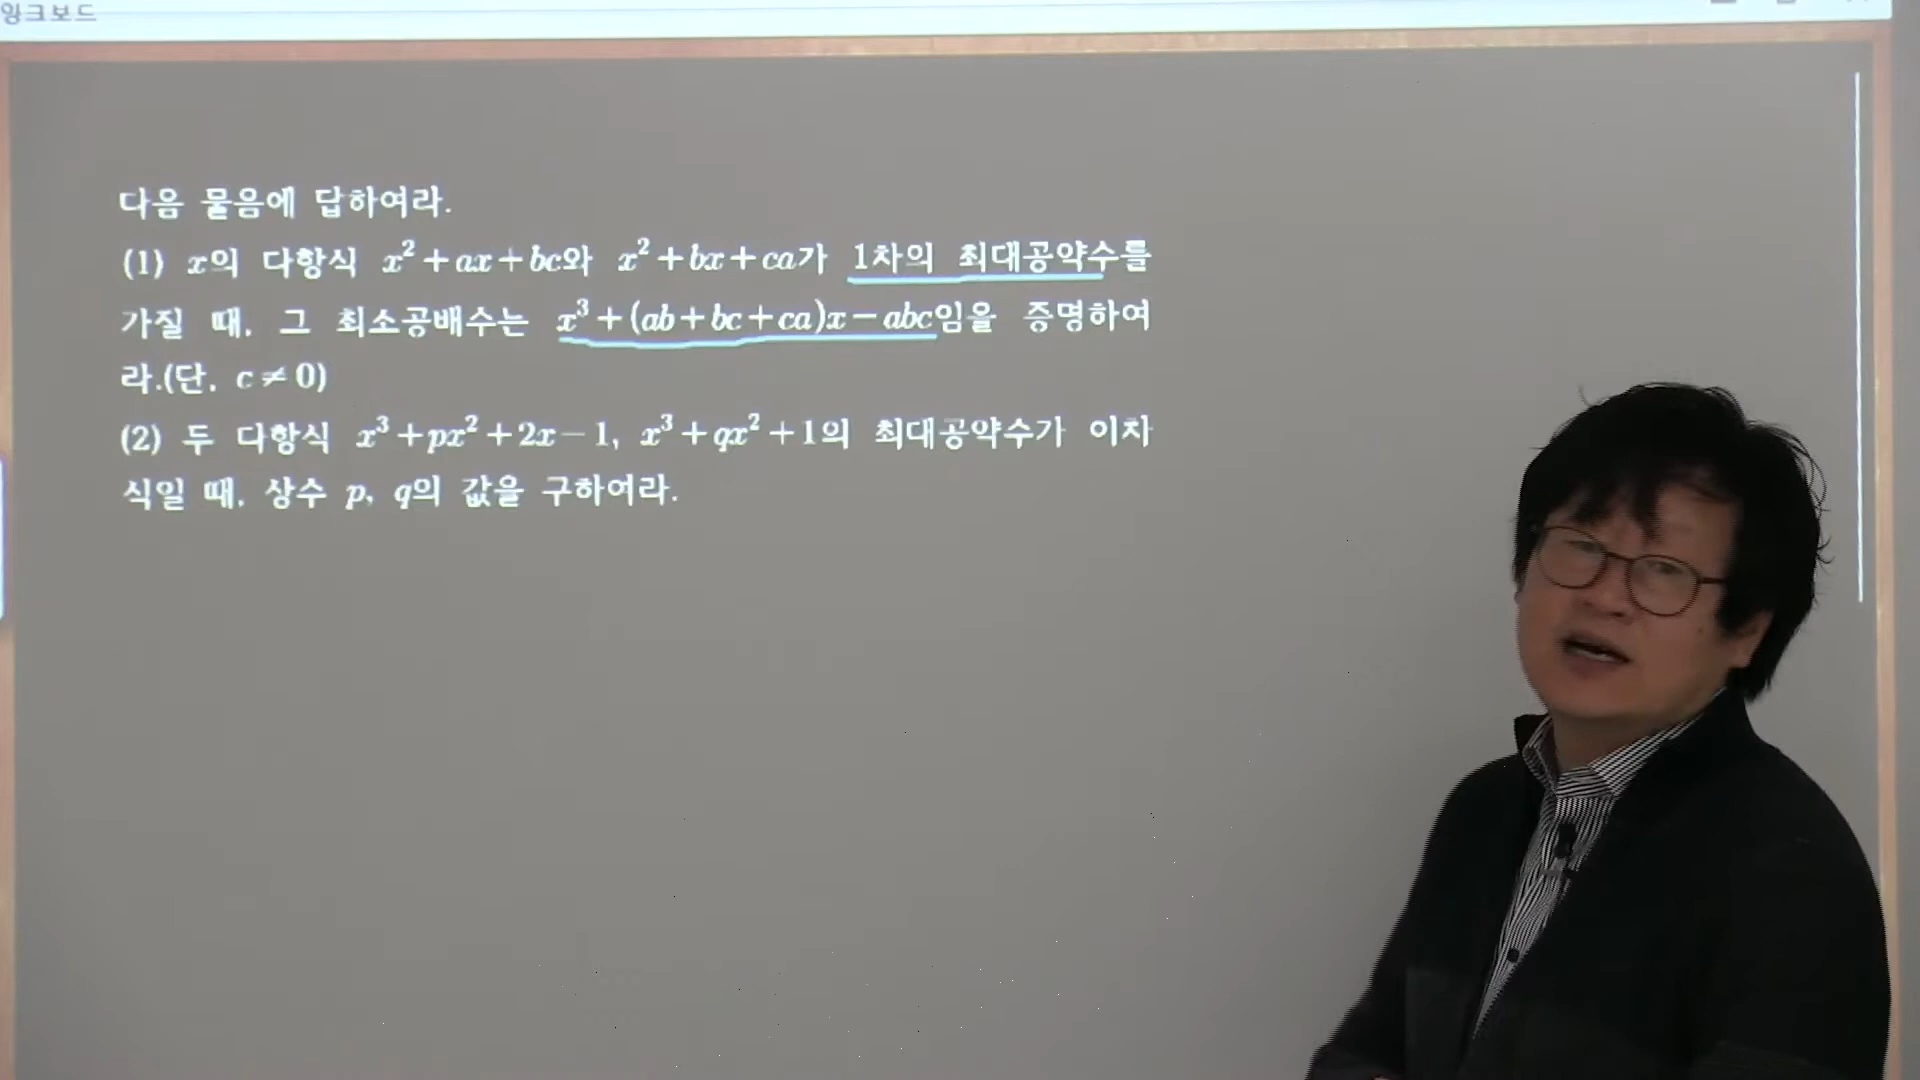 잉크보드
다음 물음에 답하여라.
(1) x의 다항식 x²+ax+bc와 x²+bx+ca가 1차의 최대공약수를
가질 때, 그 최소공배수는 x³+(ab+bc+ca)x-abc임을 증명하여
라.(단, c≠0)
(2) 두 다항식 x³+px²+2x-1, x³+qx²+1의 최대공약수가 이차
식일 때, 상수 p, q의 값을 구하여라.